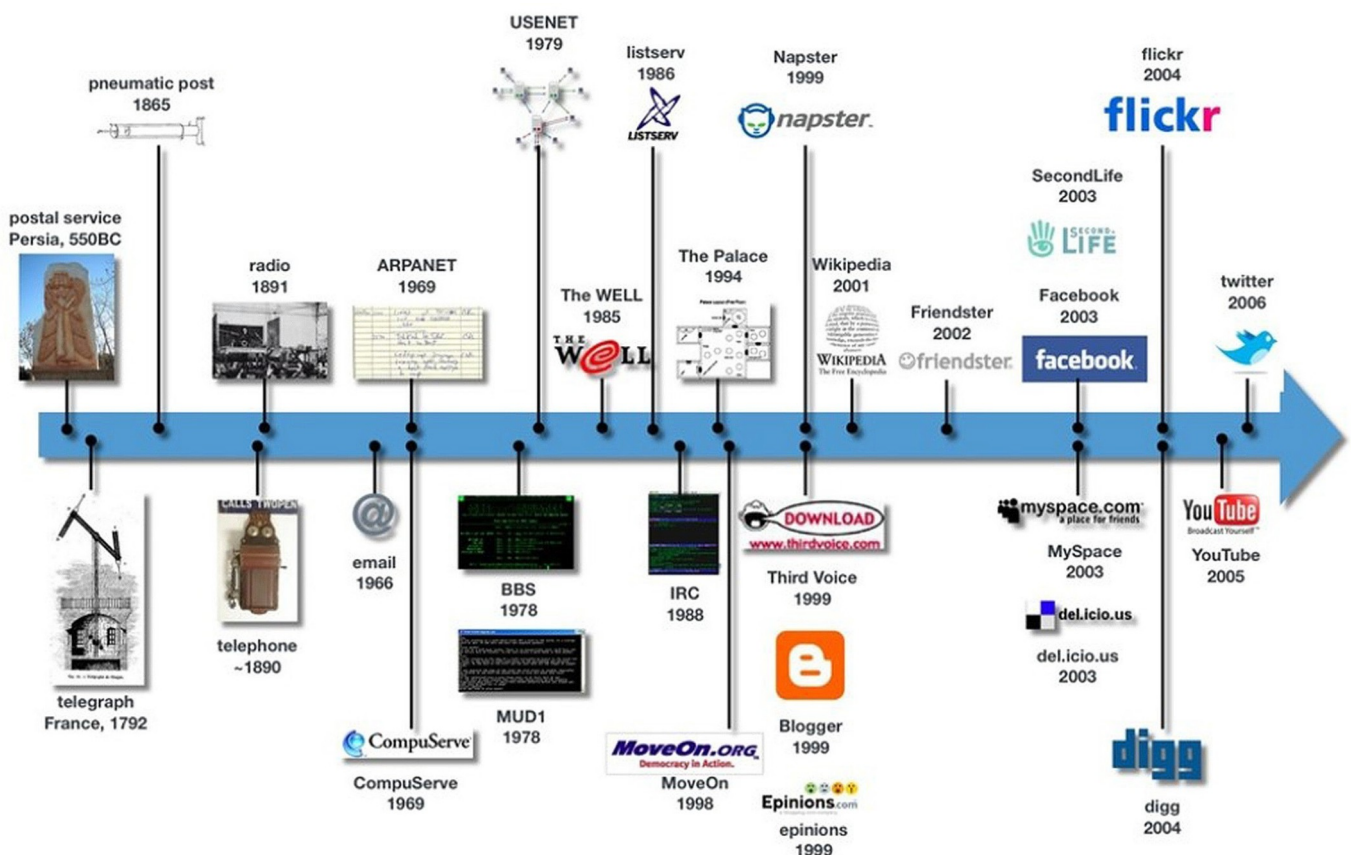 USENET
1979
listserv
1986
LISTSERV
Napster
1999
napster
flickr
2004
flickr
pneumatic post
1865
SecondLife
2003
SECOND
LIFE
postal service
Persia, 550BC
radio
1891
ARPANET
1969
The WELL
1985
THE
WELL
The Palace
1994
Wikipedia
2001
WIKIPEDIA
The Free Encyclopedia
Friendster
2002
friendster
Facebook
2003
facebook
twitter
2006
telegraph
France, 1792
telephone
~1890
@
email
1966
CompuServe
CompuServe
1969
BBS
1978
MUD1
1978
IRC
1988
MoveOn.ORG
Democracy in Action.
MoveOn
1998
DOWNLOAD
www.thirdvoice.com
Third Voice
1999
Blogger
1999
Epinions.com
epinions
1999
myspace.com
a place for friends
MySpace
2003
del.icio.us
del.icio.us
2003
digg
digg
2004
YouTube
Broadcast Yourself
YouTube
2005